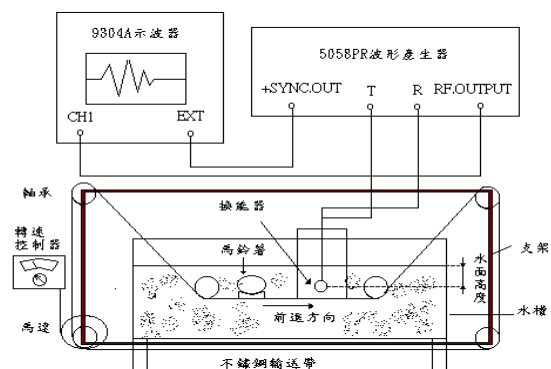 9304A示波器
5058PR波形產生器
+SYNC.OUT
T
R
RF.OUTPUT
CH1
EXT
軸承
換能器
轉速
控制器
馬鈴薯
水面高度
支架
前進方向
水槽
馬達
不鏽鋼輸送帶